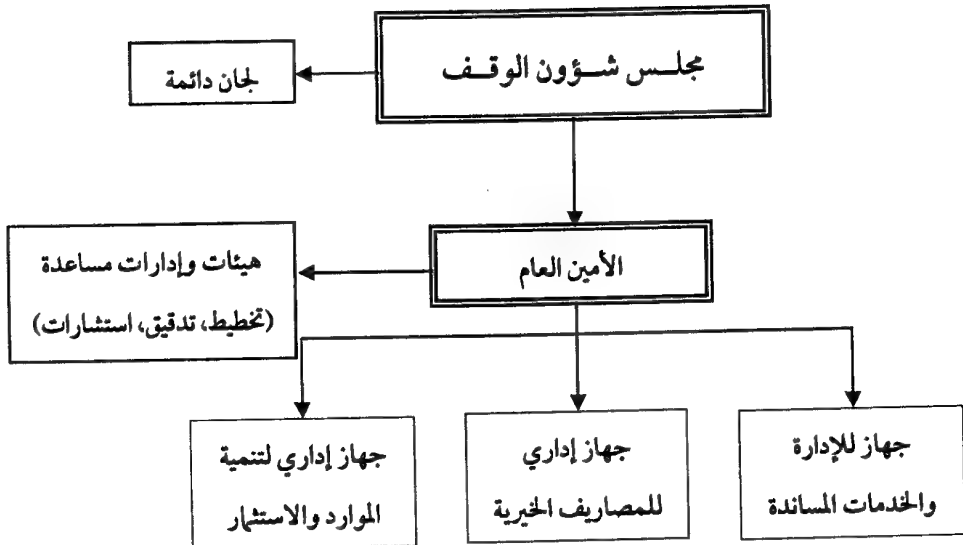 مجلس شؤون الوقف
لجان دائمة
الأمين العام
هيئات وإدارات مساعدة
(تخطيط، تدقيق، استشارات)
جهاز للإدارة
والخدمات المساندة
جهاز إداري
للمصاريف الخيرية
جهاز إداري لتنمية
الموارد والاستثمار